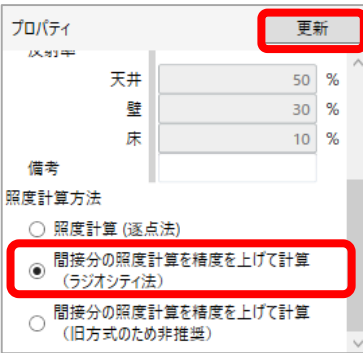 プロパティ 更新
反射率
天井 50 %
壁 30 %
床 10 %
備考
照度計算方法
照度計算 (逐点法)
間接分の照度計算を精度を上げて計算
（ラジオシティ法）
間接分の照度計算を精度を上げて計算
（旧方式のため非推奨）